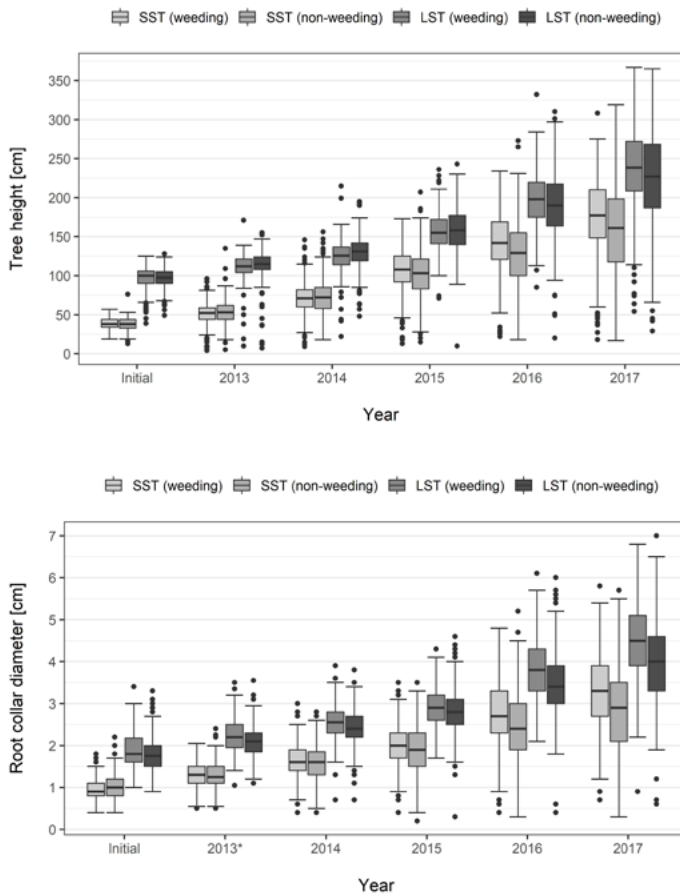 SST (weeding) SST (non-weeding) LST (weeding) LST (non-weeding)
Tree height [cm]
350
300
250
200
150
100
50
0
Initial 2013 2014 2015 2016 2017
Year
SST (weeding) SST (non-weeding) LST (weeding) LST (non-weeding)
Root collar diameter [cm]
7
6
5
4
3
2
1
0
Initial 2013* 2014 2015 2016 2017
Year